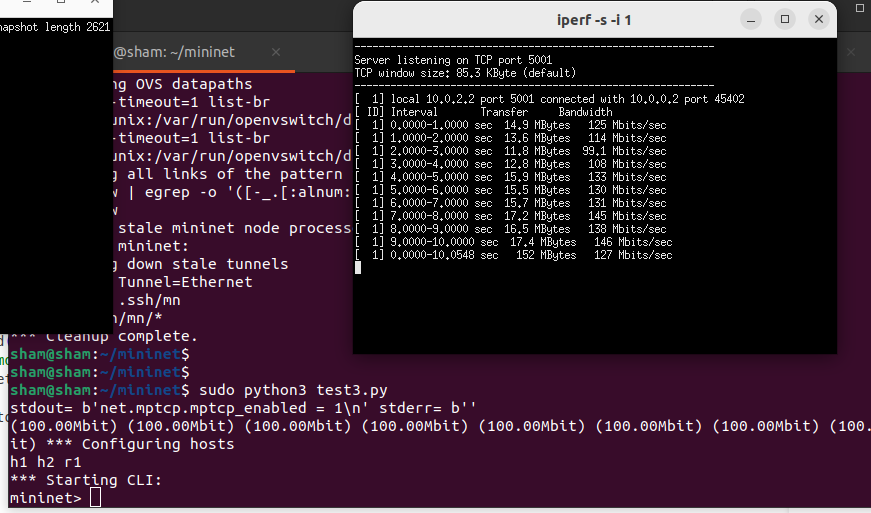 napshot length 2621
@sham: ~/mininet
ng OVS datapaths
-timeout=1 list-br
unix:/var/run/openvswitch/d
-timeout=1 list-br
unix:/var/run/openvswitch/d
g all links of the pattern
w | egrep -o '([-_.[:alnum:
w
stale mininet node process
mininet:
g down stale tunnels
Tunnel=Ethernet
.ssh/mn
h/mn/*
*** Cleanup complete.
sham@sham:~/mininet$
sham@sham:~/mininet$
sham@sham:~/mininet$ sudo python3 test3.py
stdout= b'net.mptcp.mptcp_enabled = 1\n' stderr= b''
(100.00Mbit) (100.00Mbit) (100.00Mbit) (100.00Mbit) (100.00Mbit) (100.00Mbit) (100.00Mbit) (100.
it) *** Configuring hosts
h1 h2 r1
*** Starting CLI:
mininet>
iperf -s -i 1
------------------------------------------------------------
Server listening on TCP port 5001
TCP window size: 85.3 KByte (default)
------------------------------------------------------------
[  1] local 10.0.2.2 port 5001 connected with 10.0.0.2 port 45402
[ ID] Interval       Transfer     Bandwidth
[  1] 0.0000-1.0000 sec  14.9 MBytes   125 Mbits/sec
[  1] 1.0000-2.0000 sec  13.6 MBytes   114 Mbits/sec
[  1] 2.0000-3.0000 sec  11.8 MBytes  99.1 Mbits/sec
[  1] 3.0000-4.0000 sec  12.8 MBytes   108 Mbits/sec
[  1] 4.0000-5.0000 sec  15.9 MBytes   133 Mbits/sec
[  1] 5.0000-6.0000 sec  15.5 MBytes   130 Mbits/sec
[  1] 6.0000-7.0000 sec  15.7 MBytes   131 Mbits/sec
[  1] 7.0000-8.0000 sec  17.2 MBytes   145 Mbits/sec
[  1] 8.0000-9.0000 sec  16.5 MBytes   138 Mbits/sec
[  1] 9.0000-10.0000 sec  17.4 MBytes   146 Mbits/sec
[  1] 0.0000-10.0548 sec   152 MBytes   127 Mbits/sec